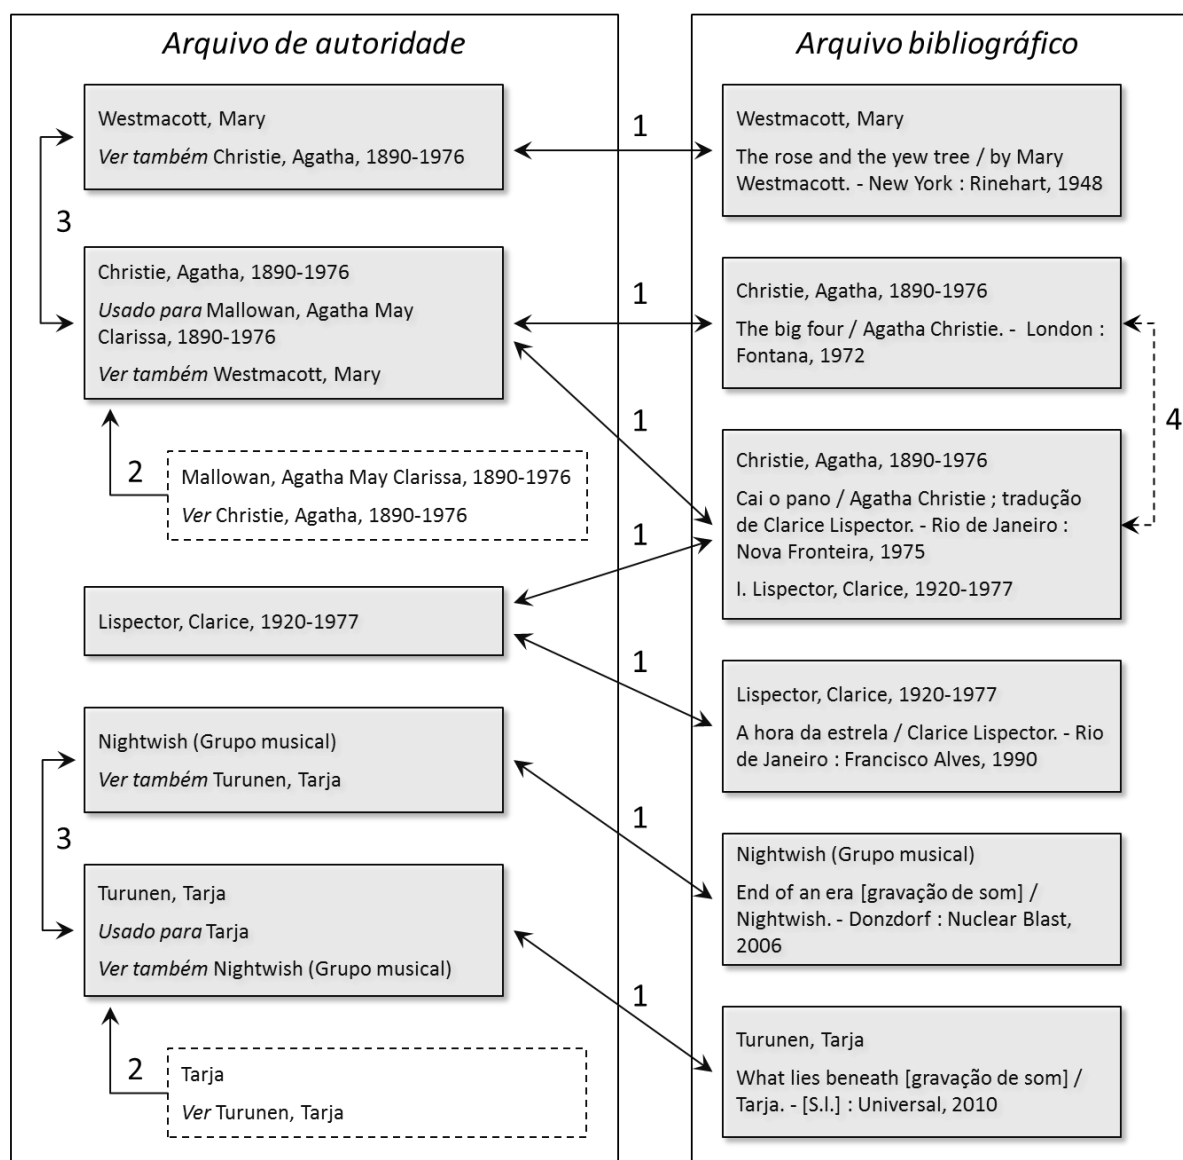 Arquivo de autoridade
Westmacott, Mary
Ver também Christie, Agatha, 1890-1976
3
Christie, Agatha, 1890-1976
Usado para Mallowan, Agatha May
Clarissa, 1890-1976
Ver também Westmacott, Mary
2
Mallowan, Agatha May Clarissa, 1890-1976
Ver Christie, Agatha, 1890-1976
Lispector, Clarice, 1920-1977
Nightwish (Grupo musical)
Ver também Turunen, Tarja
3
Turunen, Tarja
Usado para Tarja
Ver também Nightwish (Grupo musical)
2
Tarja
Ver Turunen, Tarja
1
1
1
1
1
1
1
Arquivo bibliográfico
Westmacott, Mary
The rose and the yew tree / by Mary
Westmacott. - New York : Rinehart, 1948
Christie, Agatha, 1890-1976
The big four / Agatha Christie. - London :
Fontana, 1972
4
Christie, Agatha, 1890-1976
Cai o pano / Agatha Christie ; tradução
de Clarice Lispector. - Rio de Janeiro :
Nova Fronteira, 1975
I. Lispector, Clarice, 1920-1977
Lispector, Clarice, 1920-1977
A hora da estrela / Clarice Lispector. - Rio
de Janeiro : Francisco Alves, 1990
Nightwish (Grupo musical)
End of an era [gravação de som] /
Nightwish. - Donzdorf : Nuclear Blast,
2006
Turunen, Tarja
What lies beneath [gravação de som] /
Tarja. - [S.l.] : Universal, 2010